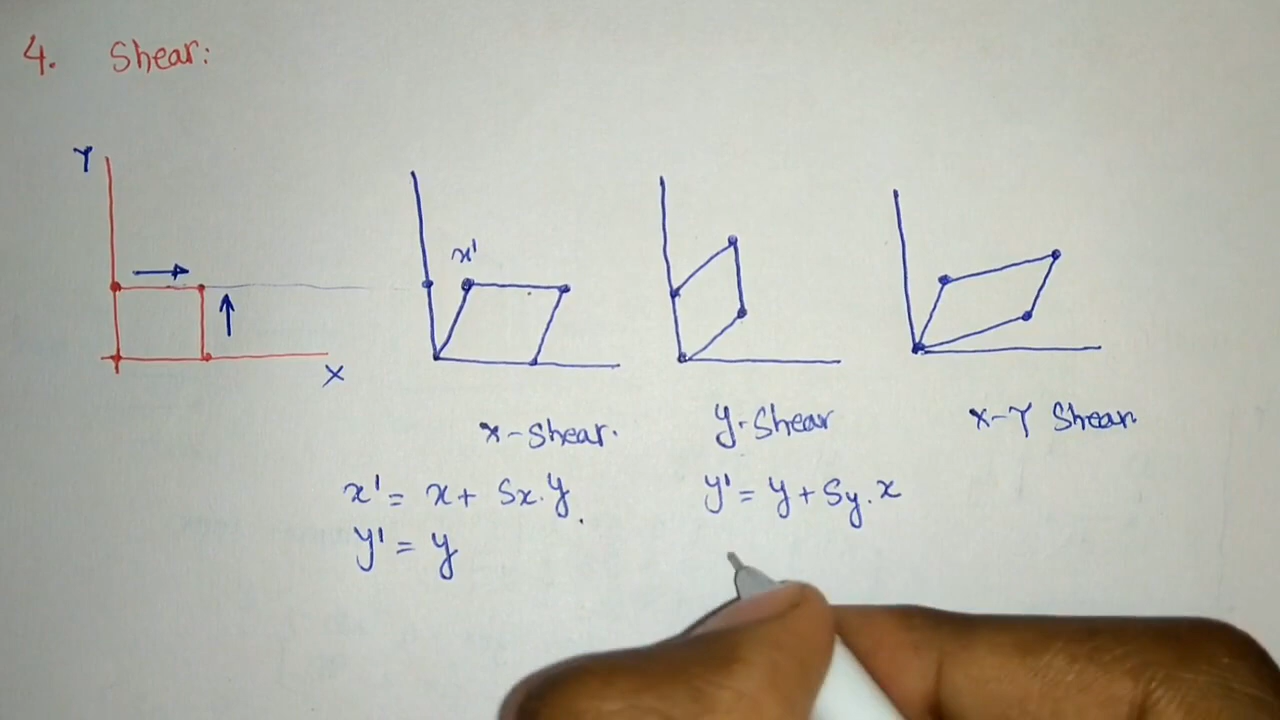 4. Shear:
Y
X
x'
x-Shear.
y-Shear
X-Y Shear
x' = x + Sx.y.
y' = y
y' = y + Sy.x